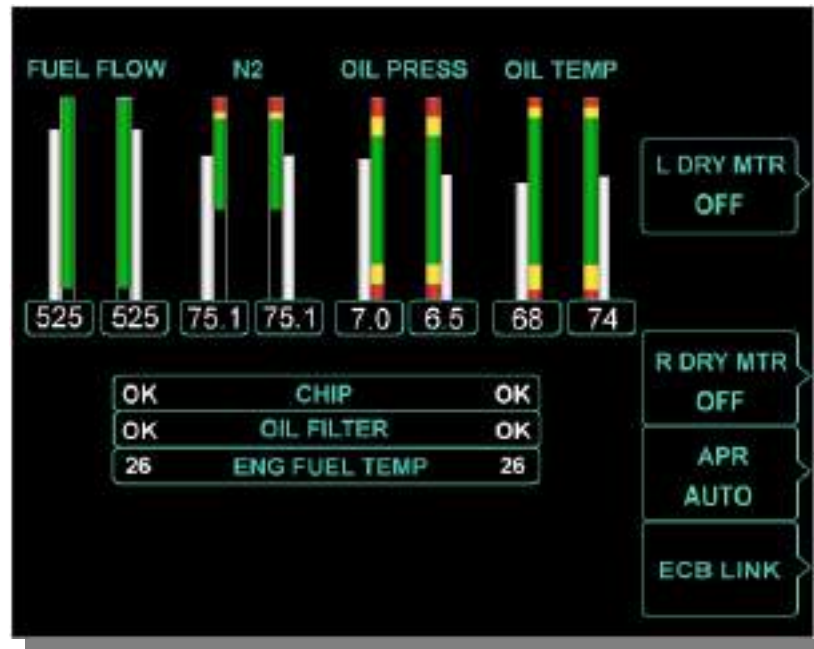 FUEL FLOW N2 OIL PRESS OIL TEMP
525 525 75.1 75.1 7.0 6.5 68 74
OK CHIP OK
OK OIL FILTER OK
26 ENG FUEL TEMP 26
L DRY MTR
OFF
R DRY MTR
OFF
APR
AUTO
ECB LINK